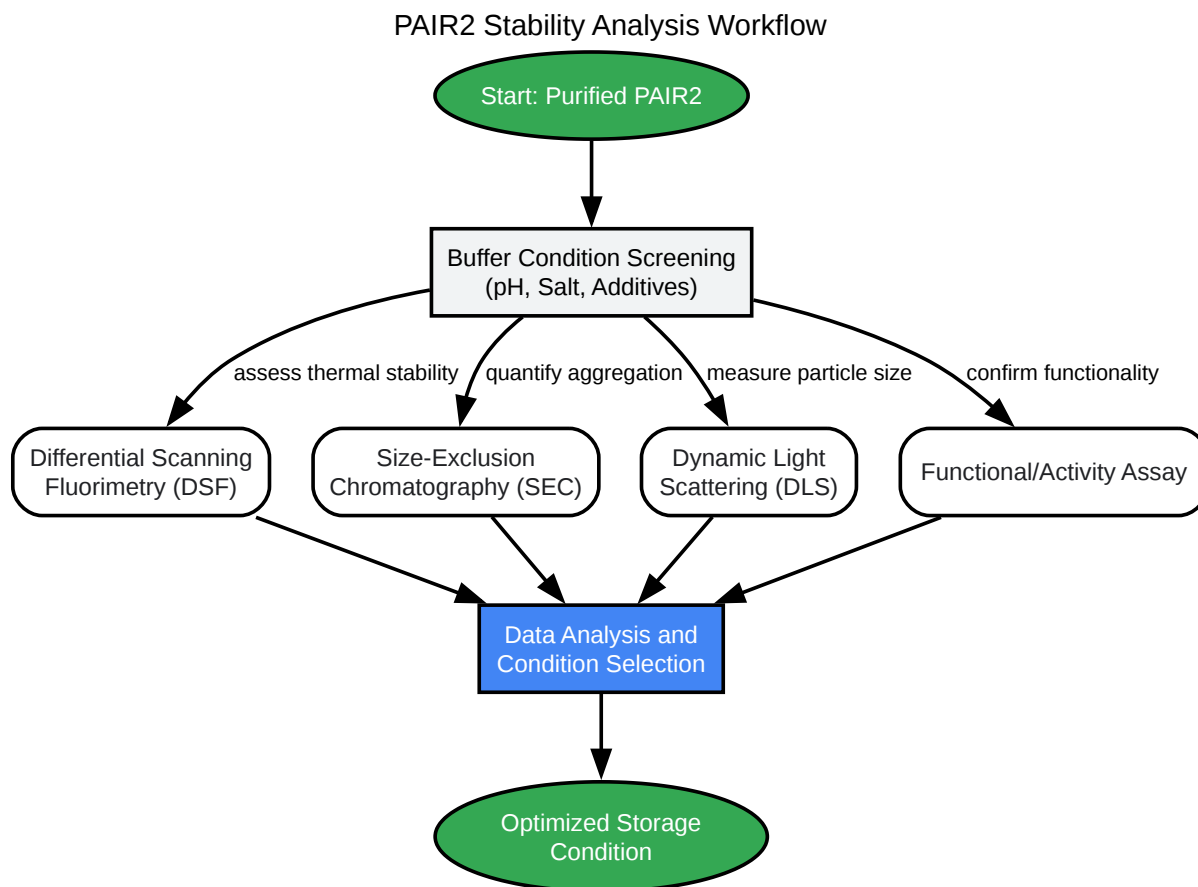 PAIR2 Stability Analysis Workflow
Start: Purified PAIR2
Buffer Condition Screening
(pH, Salt, Additives)
assess thermal stability
quantify aggregation
measure particle size
confirm functionality
Differential Scanning
Fluorimetry (DSF)
Size-Exclusion
Chromatography (SEC)
Dynamic Light
Scattering (DLS)
Functional/Activity Assay
Data Analysis and
Condition Selection
Optimized Storage
Condition